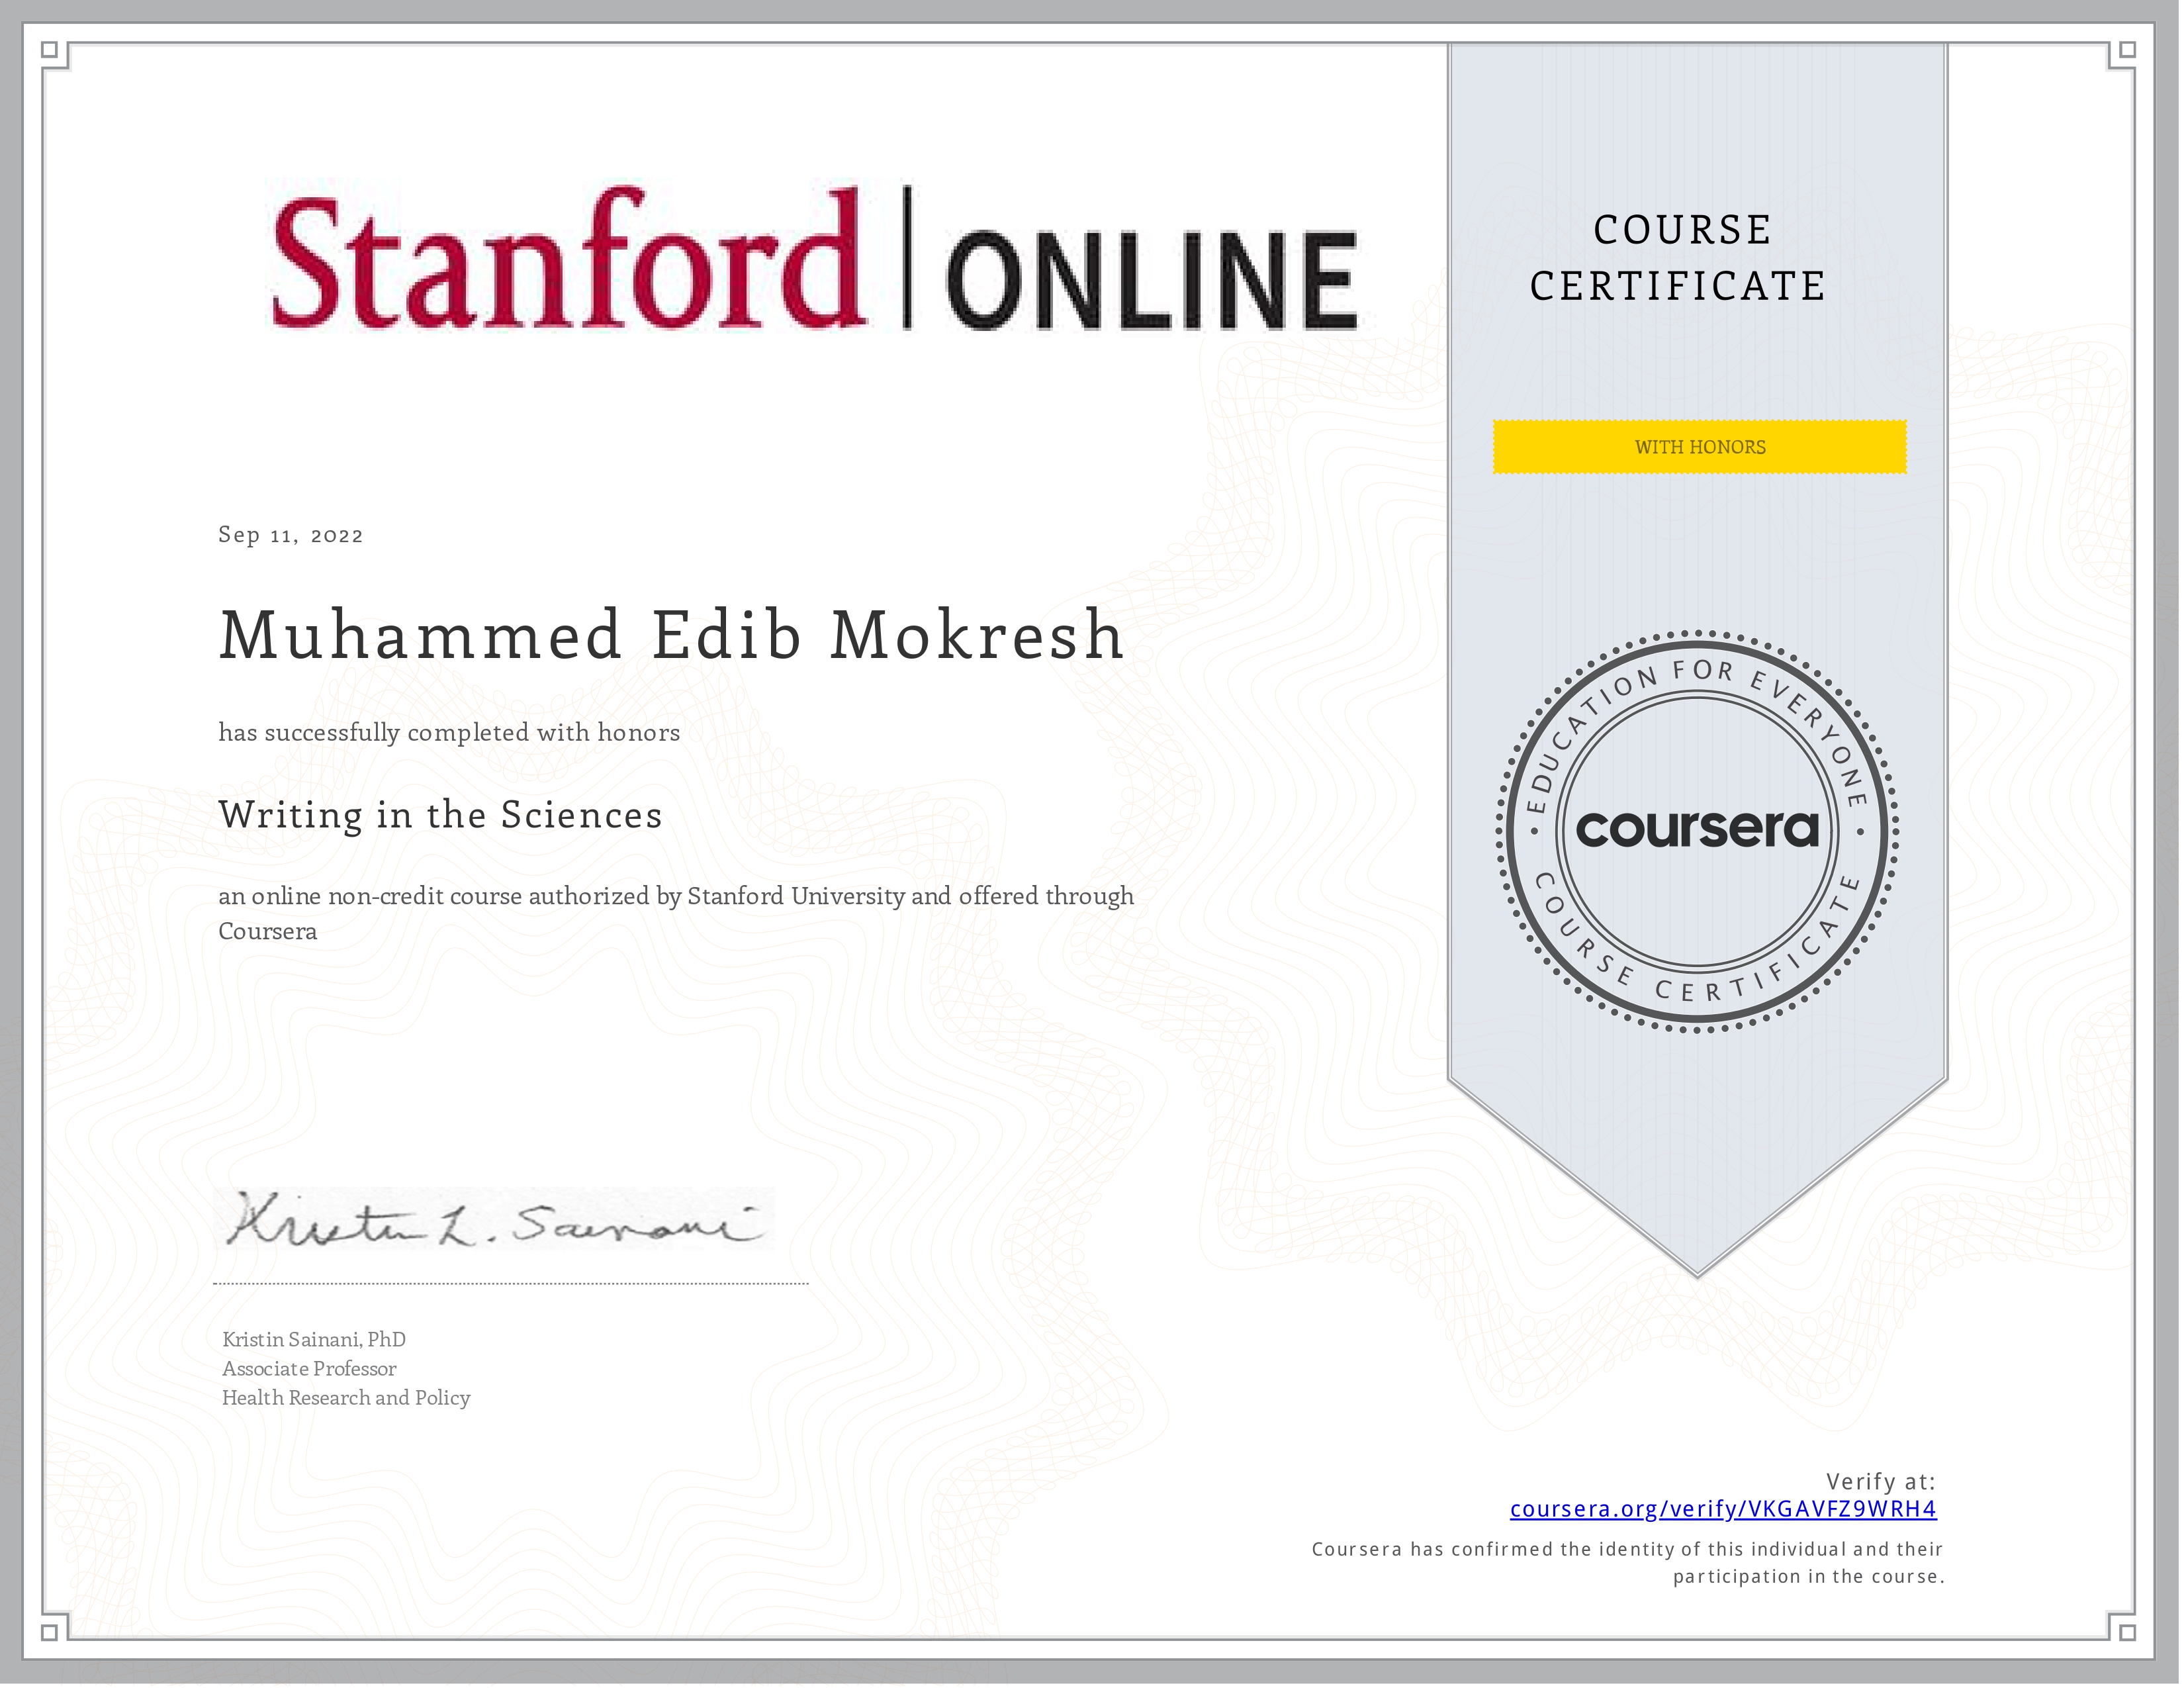 Stanford | ONLINE
COURSE
CERTIFICATE
WITH HONORS
Sep 11, 2022
Muhammed Edib Mokresh
has successfully completed with honors
Writing in the Sciences
an online non-credit course authorized by Stanford University and offered through
Coursera
EDUCATION FOR EVERYONE
coursera
COURSE CERTIFICATE
Kristin L. Sainani
Kristin Sainani, PhD
Associate Professor
Health Research and Policy
Verify at:
coursera.org/verify/VKGAVFZ9WRH4
Coursera has confirmed the identity of this individual and their
participation in the course.